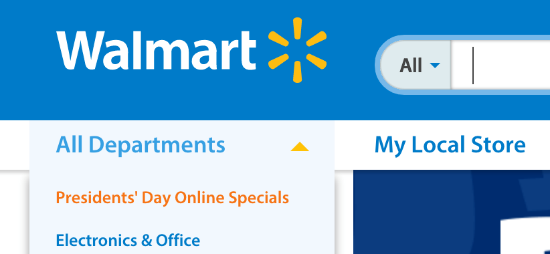 Walmart
All
All Departments
My Local Store
Presidents' Day Online Specials
Electronics & Office